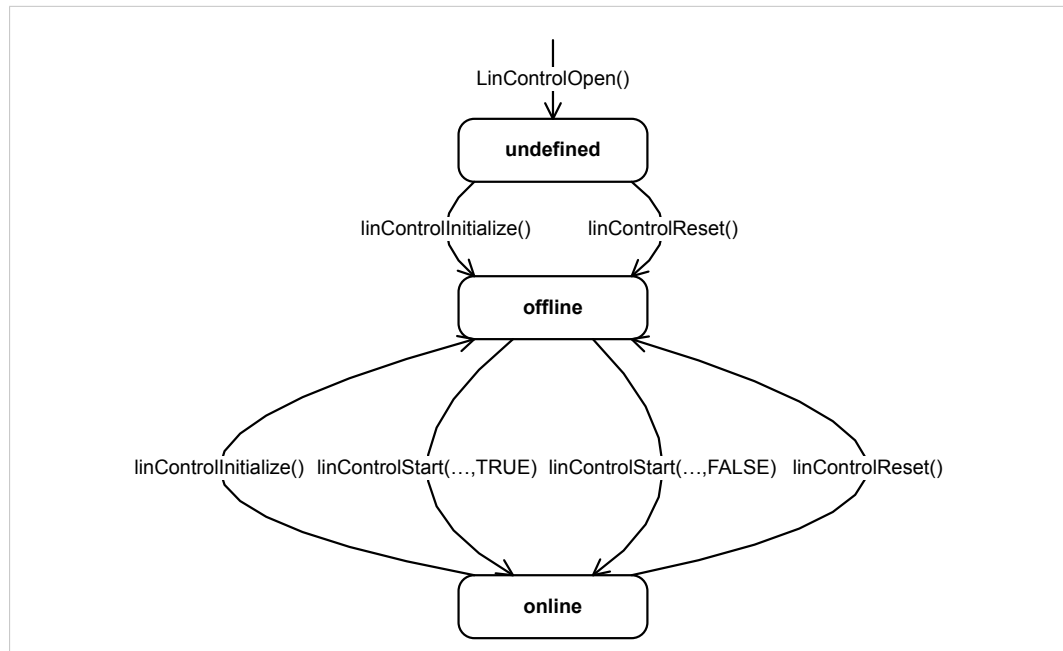 LinControlOpen()
undefined
linControlInitialize() linControlReset()
offline
linControlInitialize() linControlStart(…,TRUE) linControlStart(…,FALSE) linControlReset()
online